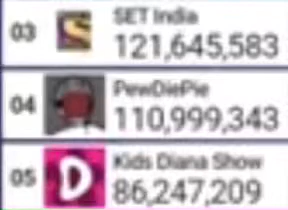 03
SET India
121,645,583
04
PewDiePie
110,999,343
05
D
Kids Diana Show
86,247,209